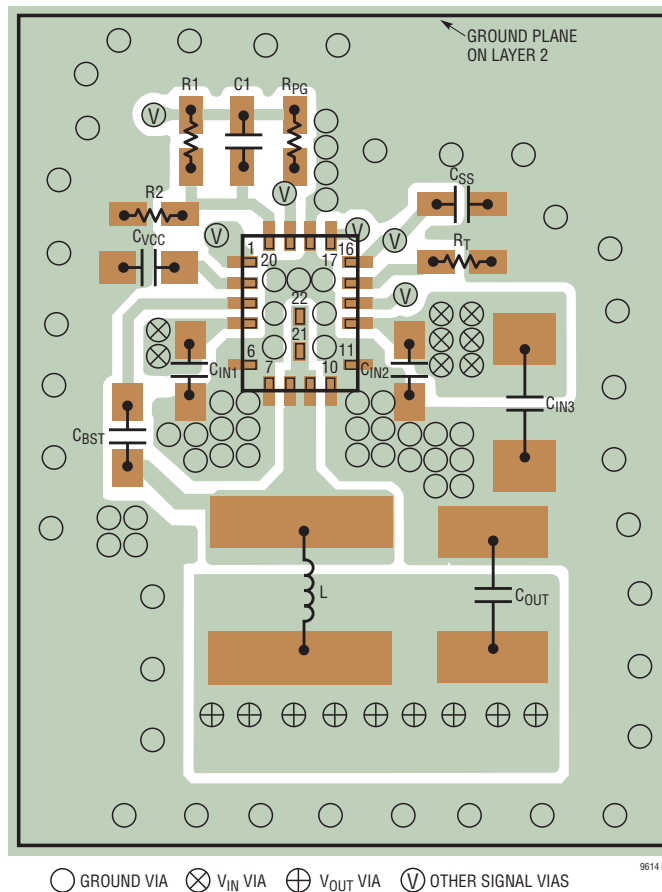 GROUND PLANE
ON LAYER 2
R1 C1 RPG
V
V
R2
CSS
V V V
CVCC
RT
1 16
20 17
V
22
21
CIN1
6 11
CIN2
7 10
CIN3
CBST
L
COUT
GROUND VIA VIN VIA VOUT VIA V OTHER SIGNAL VIAS
9614